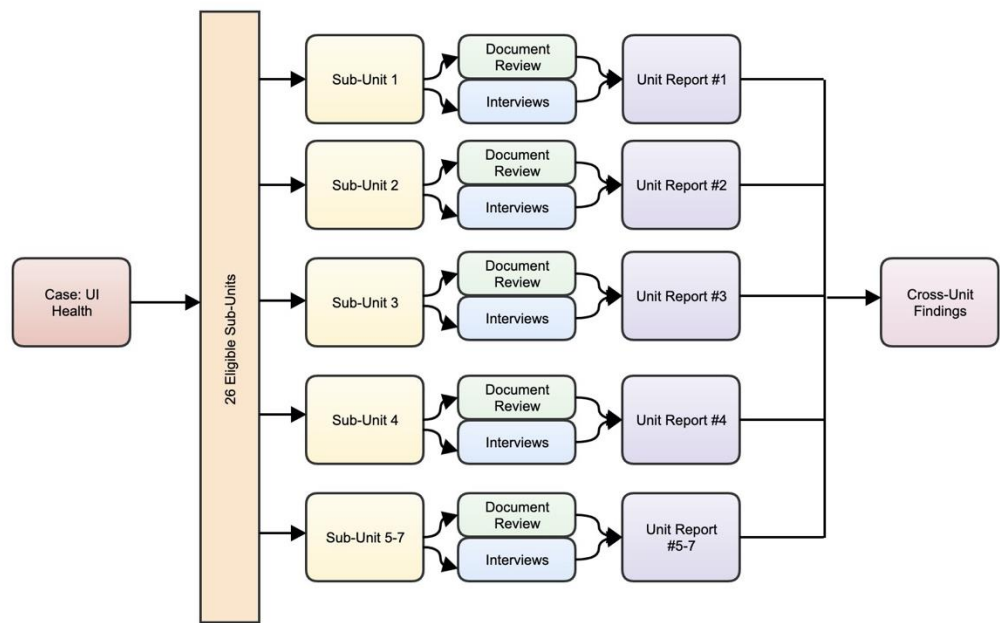 Case: UI
Health
26 Eligible Sub-Units
Sub-Unit 1
Document
Review
Interviews
Unit Report #1
Sub-Unit 2
Document
Review
Interviews
Unit Report #2
Sub-Unit 3
Document
Review
Interviews
Unit Report #3
Sub-Unit 4
Document
Review
Interviews
Unit Report #4
Sub-Unit 5-7
Document
Review
Interviews
Unit Report
#5-7
Cross-Unit
Findings